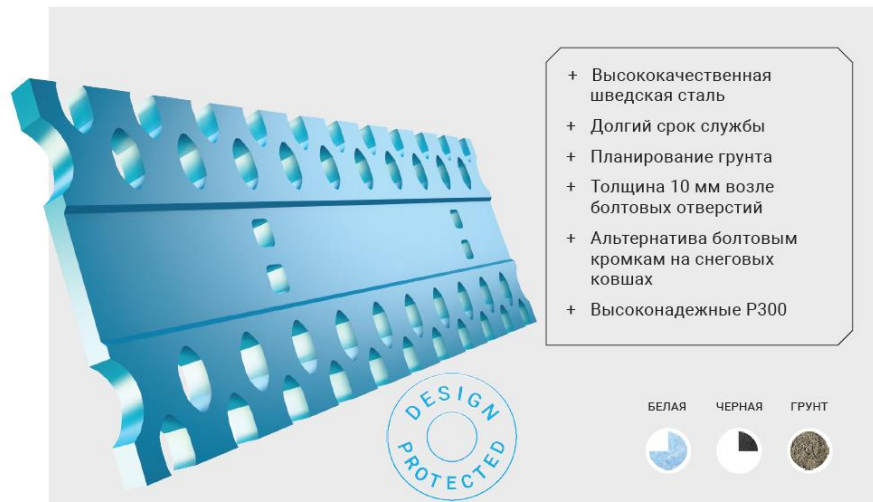 + Высококачественная
шведская сталь
+ Долгий срок службы
+ Планирование грунта
+ Толщина 10 мм возле
болтовых отверстий
+ Альтернатива болтовым
кромкам на снеговых
ковшах
+ Высоконадежные P300
DESIGN
PROTECTED
БЕЛАЯ ЧЕРНАЯ ГРУНТ